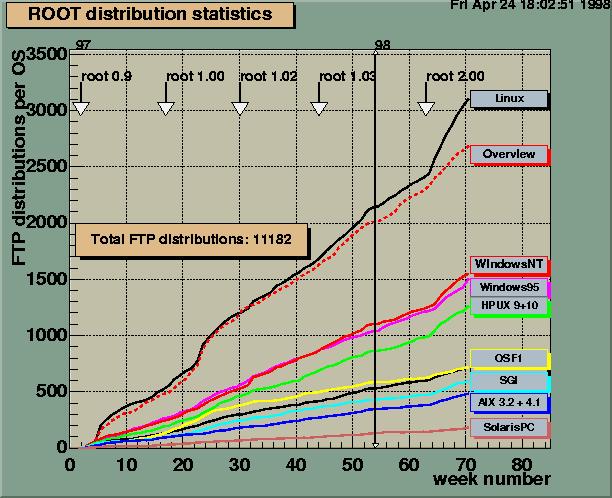 ROOT distribution statistics
Fri Apr 24 18:02:51 1998
FTP distributions per OS
3500
3000
2500
2000
1500
1000
500
0
97
98
root 0.9
root 1.00
root 1.02
root 1.03
root 2.00
Linux
Overview
Total FTP distributions: 11182
WindowsNT
Windows95
HPUX 9+10
OSF1
SGI
AIX 3.2 + 4.1
SolarisPC
0 10 20 30 40 50 60 70 80
week number